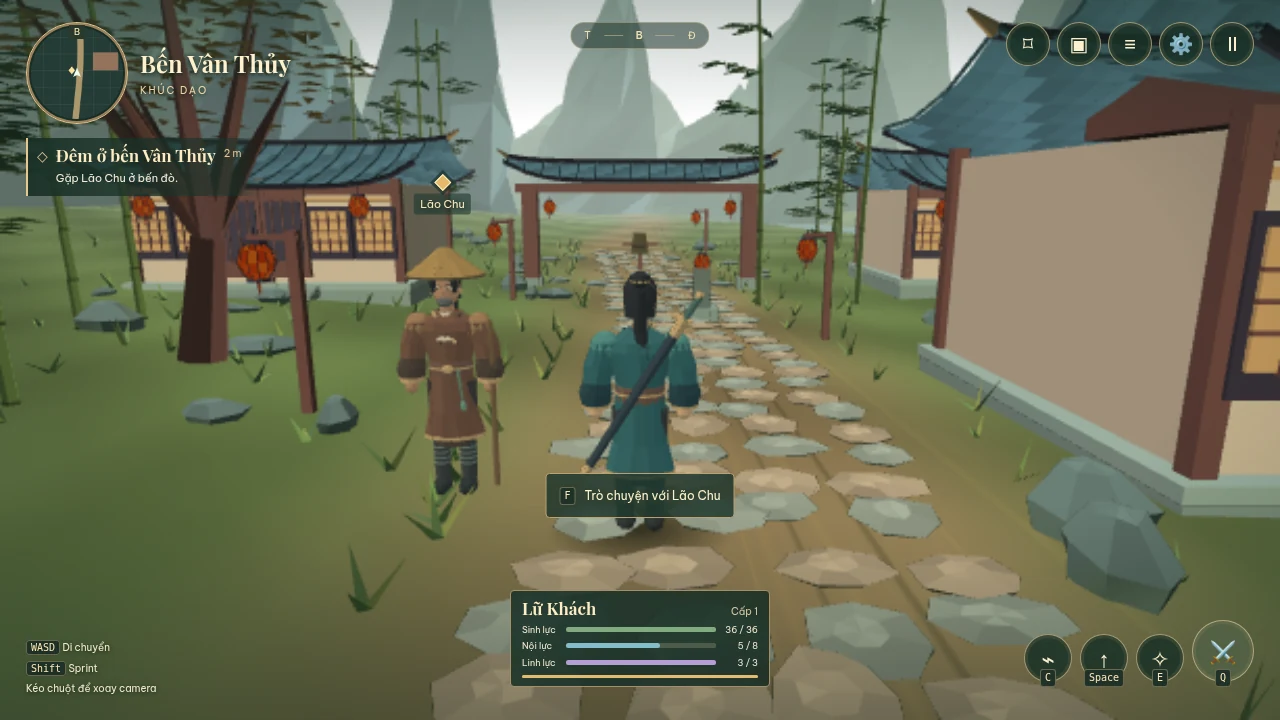 B
Bến Vân Thủy
KHÚC DẠO
T B Đ
Đêm ở bến Vân Thủy 2 m
Gặp Lão Chu ở bến đò.
Lão Chu
F Trò chuyện với Lão Chu
Lữ Khách Cấp 1
Sinh lực 36 / 36
Nội lực 5 / 8
Linh lực 3 / 3
WASD Di chuyển
Shift Sprint
Kéo chuột để xoay camera
C Space E Q